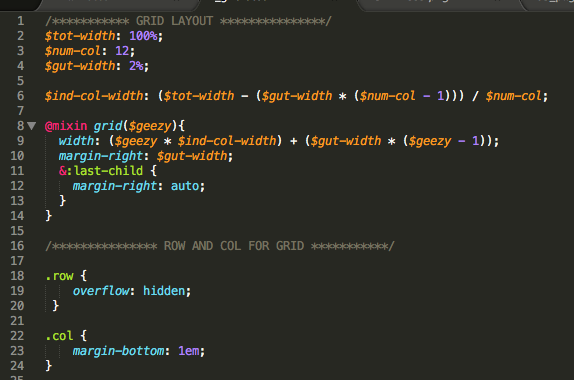 1 /*********** GRID LAYOUT ***************/
2 $tot-width: 100%;
3 $num-col: 12;
4 $gut-width: 2%;
5
6 $ind-col-width: ($tot-width - ($gut-width * ($num-col - 1))) / $num-col;
7
8 @mixin grid($geezy){
9 width: ($geezy * $ind-col-width) + ($gut-width * ($geezy - 1));
10 margin-right: $gut-width;
11 &:last-child {
12 margin-right: auto;
13 }
14 }
15
16 /*************** ROW AND COL FOR GRID ***********/
17
18 .row {
19 overflow: hidden;
20 }
21
22 .col {
23 margin-bottom: 1em;
24 }